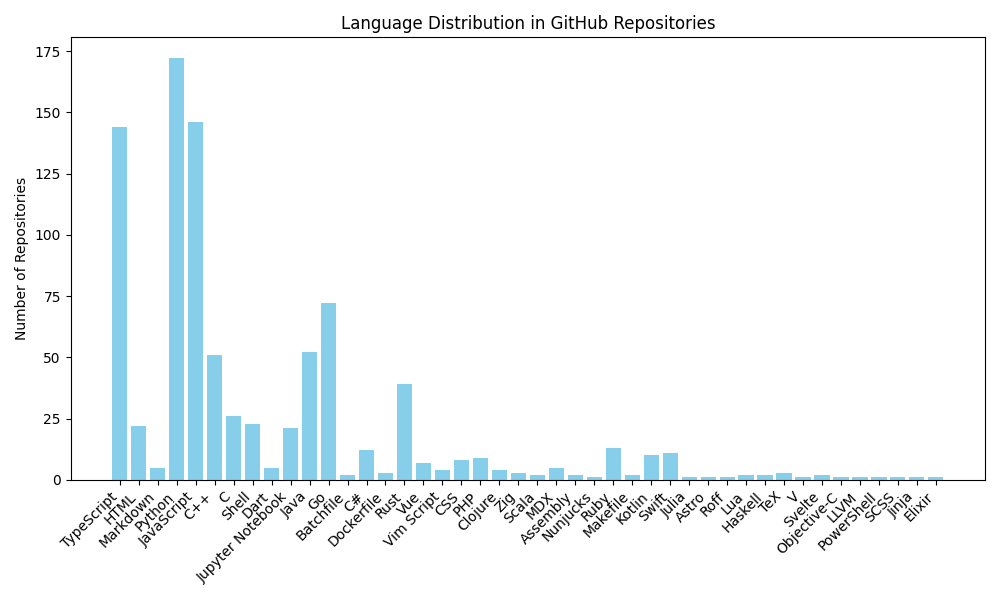 Language Distribution in GitHub Repositories
Number of Repositories
175
150
125
100
75
50
25
0
TypeScript
HTML
Markdown
Python
JavaScript
C++
C
Shell
Dart
Jupyter Notebook
Java
Go
Batchfile
C#
Dockerfile
Rust
Vue
Vim Script
CSS
PHP
Clojure
Zig
Scala
MDX
Assembly
Nunjucks
Ruby
Makefile
Kotlin
Swift
Julia
Astro
Roff
Lua
Haskell
TeX
V
Svelte
Objective-C
LLVM
PowerShell
SCSS
Jinja
Elixir